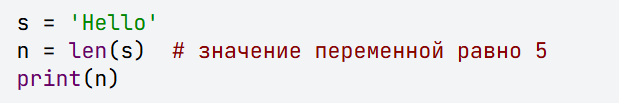 s = 'Hello'
n = len(s)  # значение переменной равно 5
print(n)